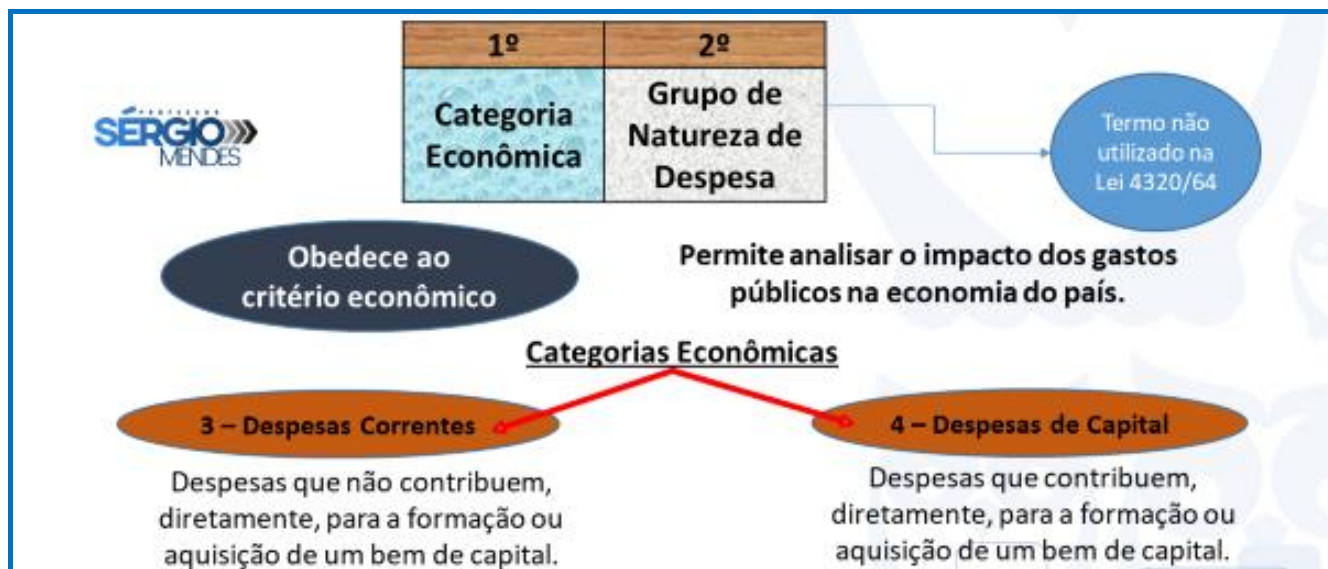 1º
2º
Categoria
Econômica
Grupo de
Natureza de
Despesa
PROFESSOR
SÉRGIO
MENDES
Termo não
utilizado na
Lei 4320/64
Obedece ao
critério econômico
Permite analisar o impacto dos gastos
públicos na economia do país.
Categorias Econômicas
3 – Despesas Correntes
4 – Despesas de Capital
Despesas que não contribuem,
diretamente, para a formação ou
aquisição de um bem de capital.
Despesas que contribuem,
diretamente, para a formação ou
aquisição de um bem de capital.